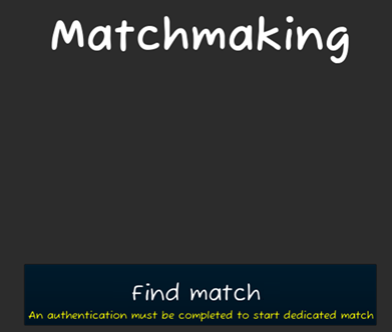 Matchmaking
Find match
An authentication must be completed to start dedicated match